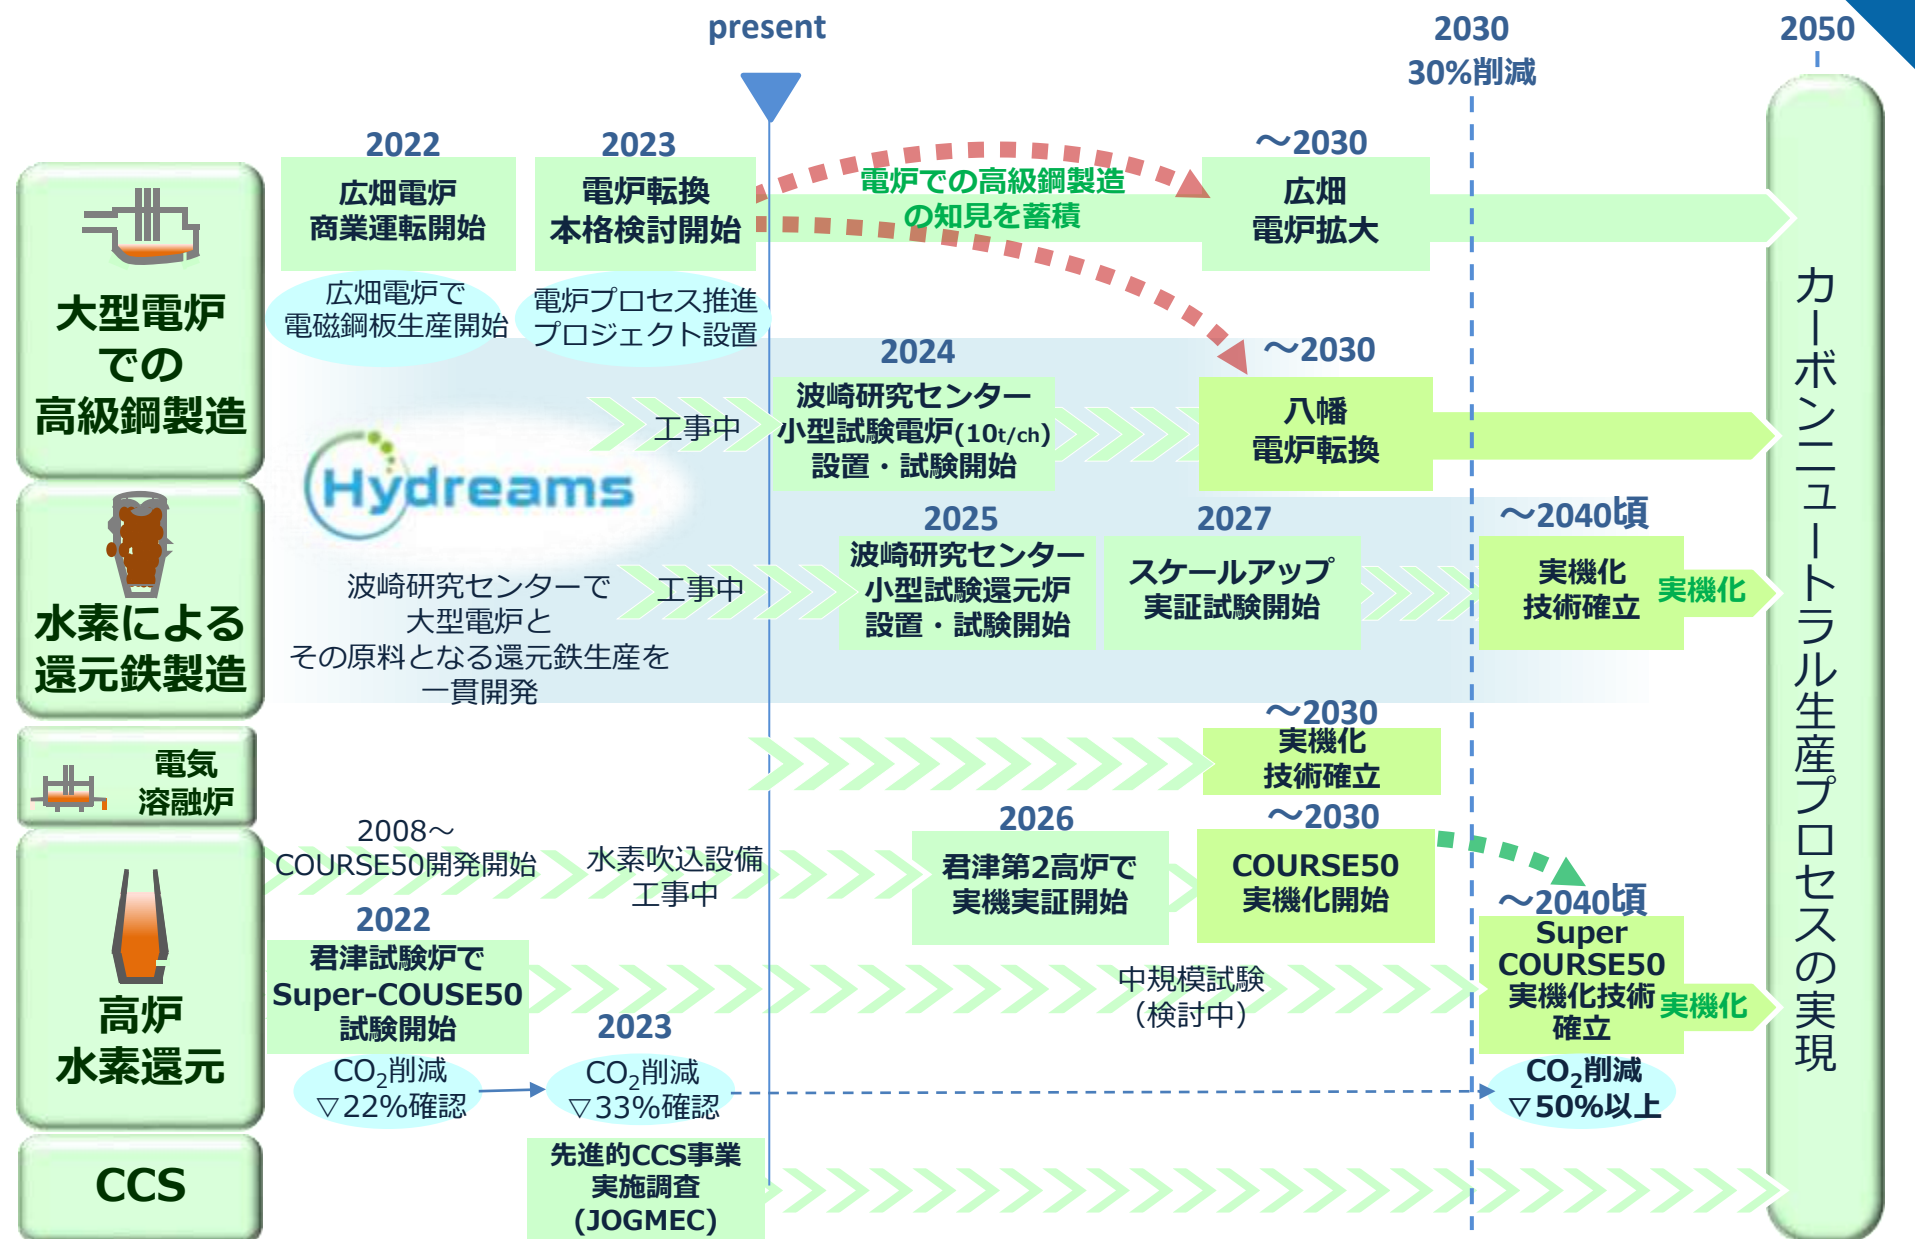 present
2030
30%削減
2050
大型電炉
での
高級鋼製造
2022
広畑電炉
商業運転開始
広畑電炉で
電磁鋼板生産開始
2023
電炉転換
本格検討開始
電炉プロセス推進
プロジェクト設置
電炉での高級鋼製造
の知見を蓄積
～2030
広畑
電炉拡大
工事中
2024
波崎研究センター
小型試験電炉(10t/ch)
設置・試験開始
～2030
八幡
電炉転換
Hydreams
波崎研究センターで
大型電炉と
その原料となる還元鉄生産を
一貫開発
水素による
還元鉄製造
工事中
2025
波崎研究センター
小型試験還元炉
設置・試験開始
2027
スケールアップ
実証試験開始
～2040頃
実機化
技術確立
実機化
電気
溶融炉
～2030
実機化
技術確立
高炉
水素還元
2008～
COURSE50開発開始
水素吹込設備
工事中
2026
君津第2高炉で
実機実証開始
～2030
COURSE50
実機化開始
2022
君津試験炉で
Super-COUSE50
試験開始
中規模試験
（検討中）
～2040頃
Super
COURSE50
実機化技術
確立
実機化
CO₂削減
▽22%確認
2023
CO₂削減
▽33%確認
CO₂削減
▽50%以上
CCS
先進的CCS事業
実施調査
(JOGMEC)
カーボンニュートラル生産プロセスの実現